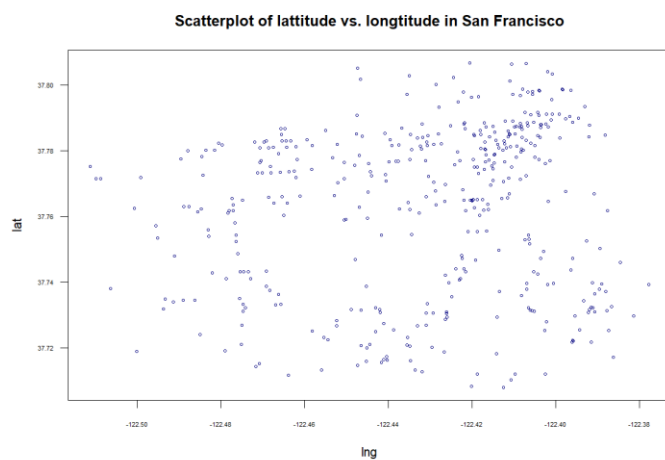 Scatterplot of lattitude vs. longtitude in San Francisco
lat
37.80
37.78
37.76
37.74
37.72
-122.50 -122.48 -122.46 -122.44 -122.42 -122.40 -122.38
lng